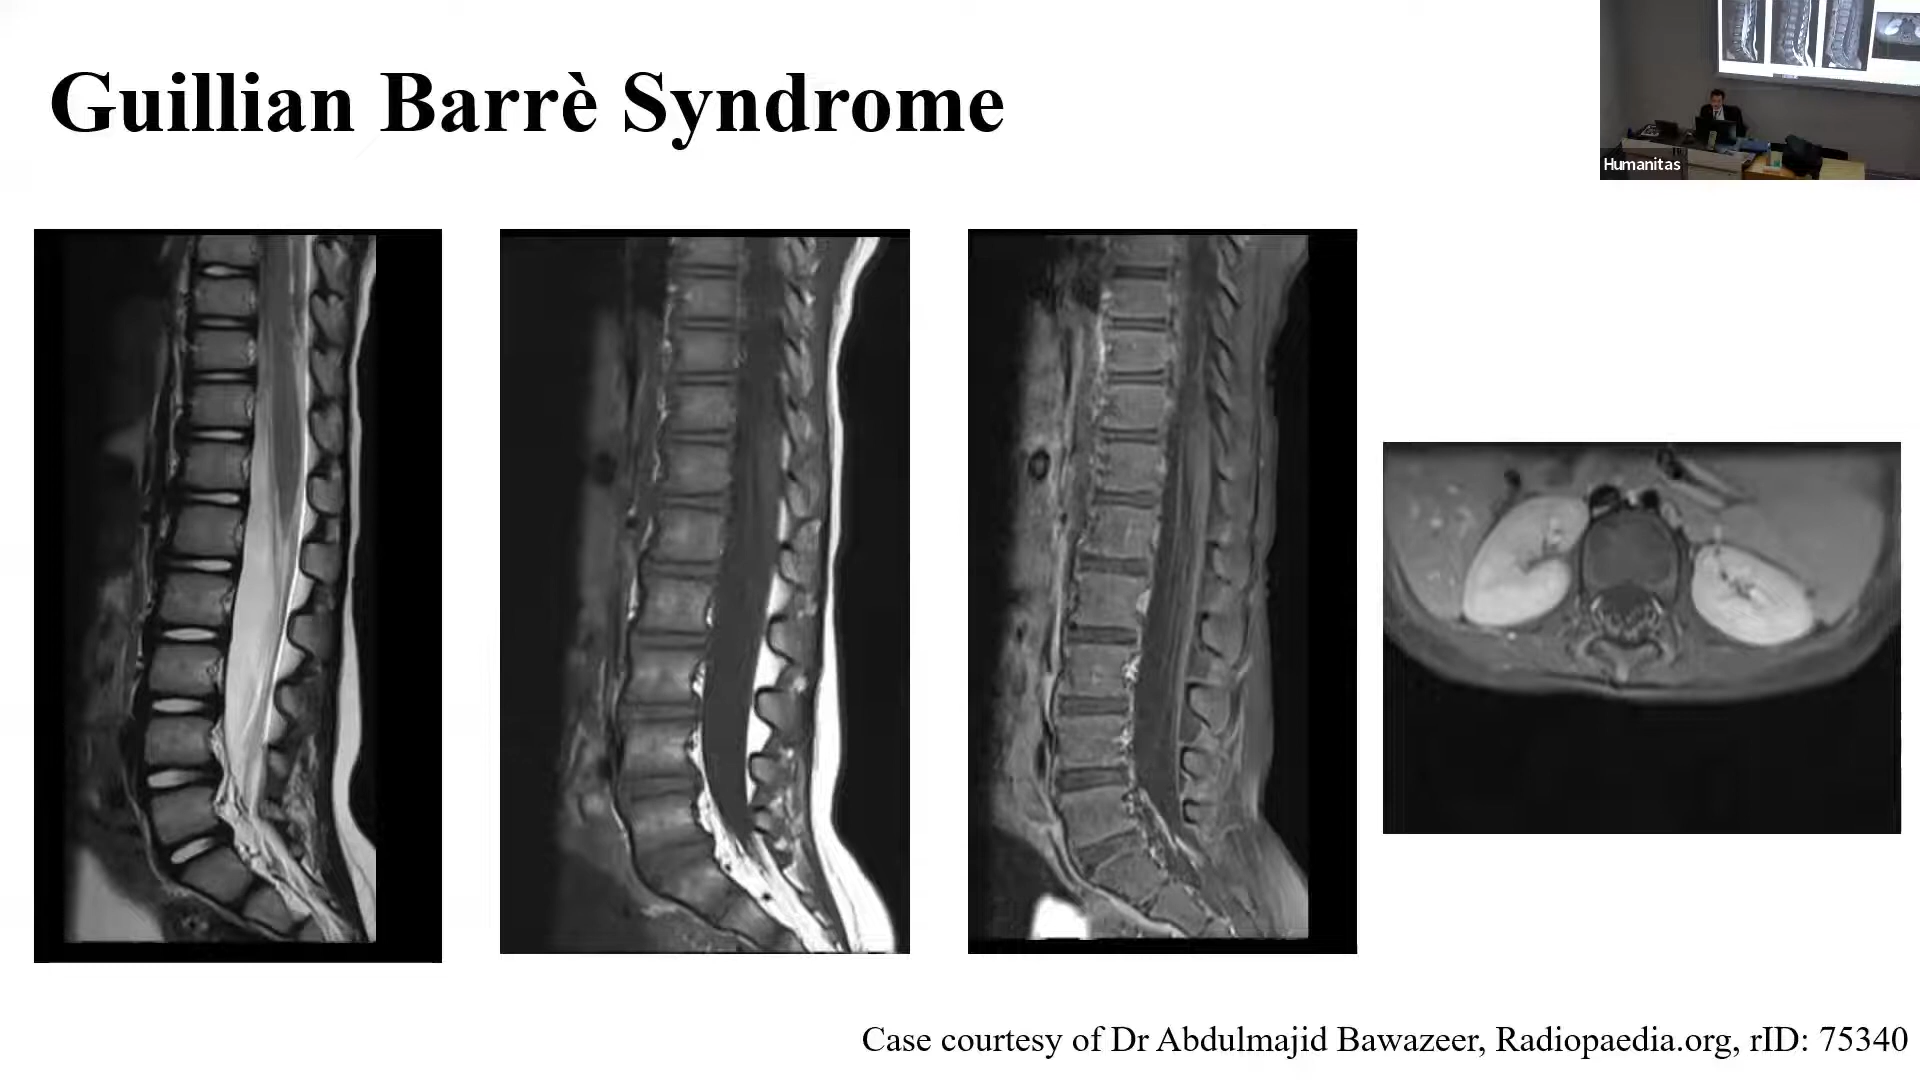 Guillian Barrè Syndrome
Humanitas
Case courtesy of Dr Abdulmajid Bawazeer, Radiopaedia.org, rID: 75340